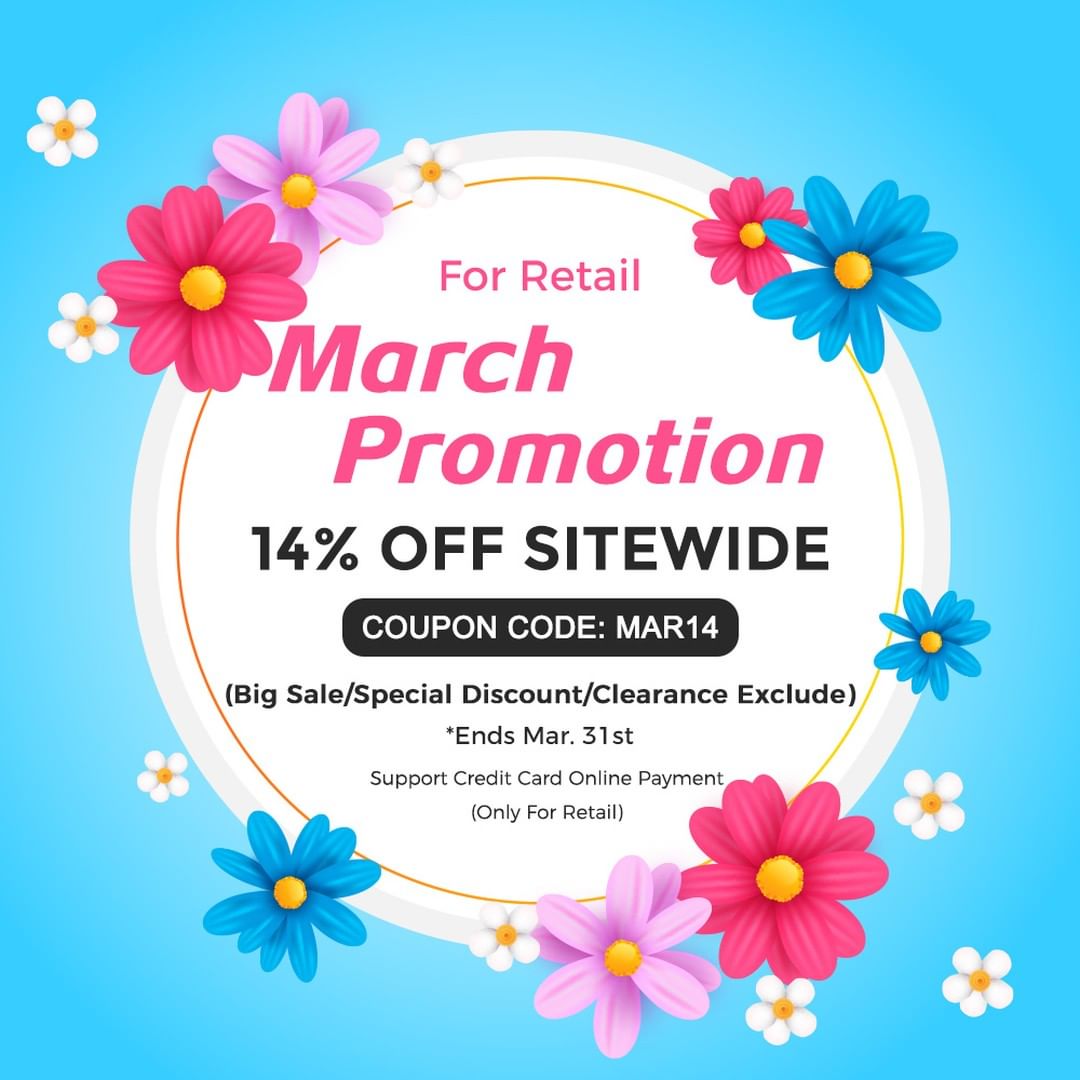 For Retail
March
Promotion
14% OFF SITEWIDE
COUPON CODE: MAR14
(Big Sale/Special Discount/Clearance Exclude)
*Ends Mar. 31st
Support Credit Card Online Payment
(Only For Retail)